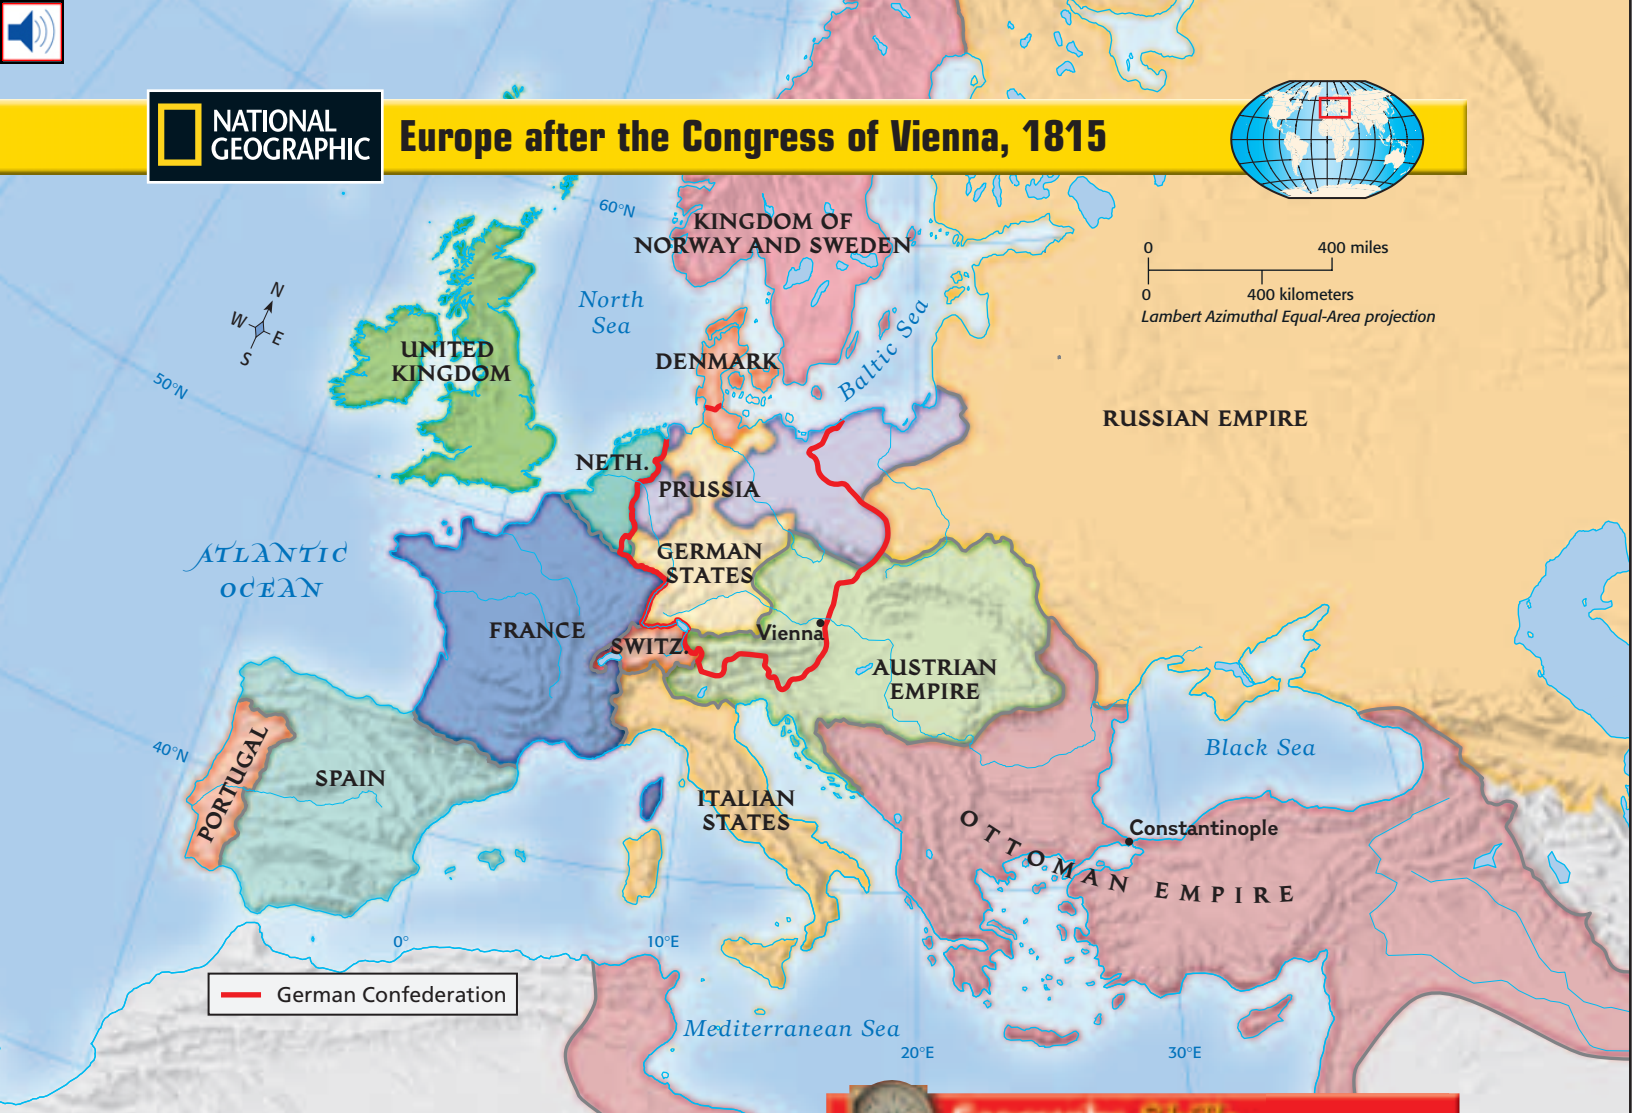 NATIONAL
GEOGRAPHIC
Europe after the Congress of Vienna, 1815
60°N
KINGDOM OF
NORWAY AND SWEDEN
0 400 miles
0 400 kilometers
Lambert Azimuthal Equal-Area projection
N
W
E
S
North
Sea
Baltic Sea
UNITED
KINGDOM
DENMARK
50°N
RUSSIAN EMPIRE
NETH.
PRUSSIA
ATLANTIC
OCEAN
GERMAN
STATES
FRANCE
SWITZ.
Vienna
AUSTRIAN
EMPIRE
40°N
PORTUGAL
SPAIN
Black Sea
ITALIAN
STATES
Constantinople
OTTOMAN EMPIRE
0°
10°E
German Confederation
Mediterranean Sea
20°E
30°E